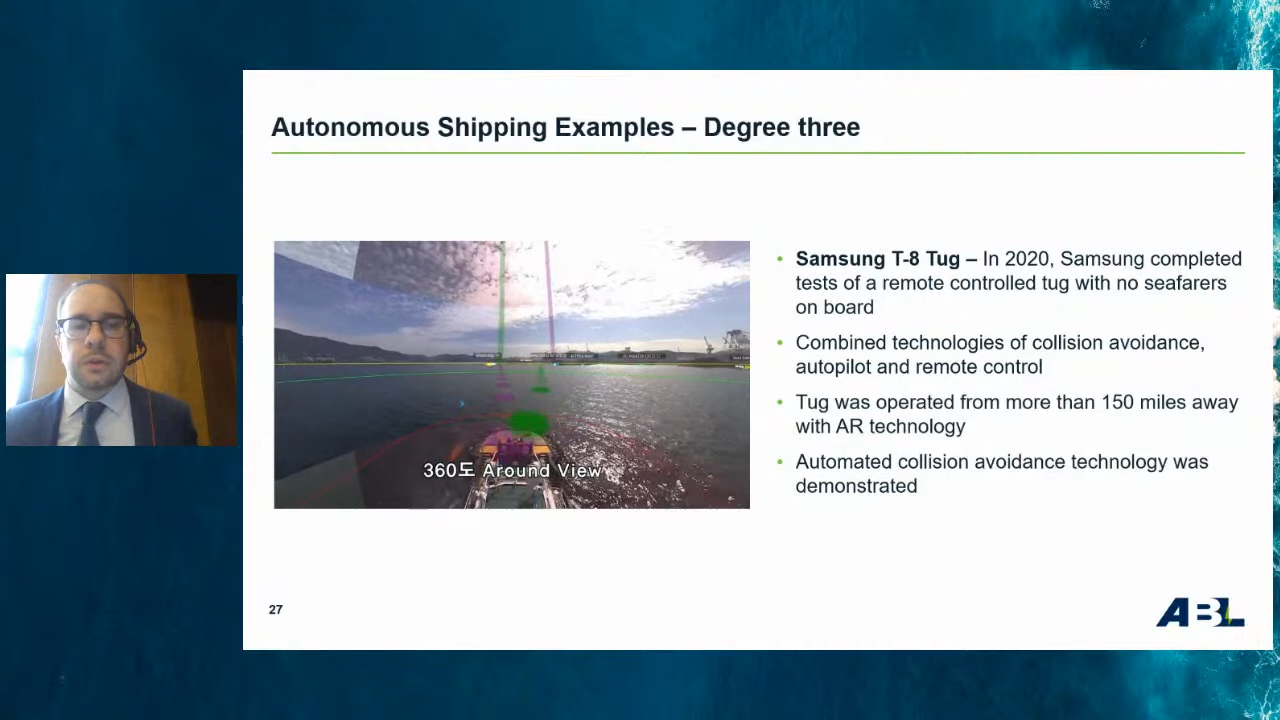 Autonomous Shipping Examples – Degree three
360도 Around View
• Samsung T-8 Tug – In 2020, Samsung completed
tests of a remote controlled tug with no seafarers
on board
• Combined technologies of collision avoidance,
autopilot and remote control
• Tug was operated from more than 150 miles away
with AR technology
• Automated collision avoidance technology was
demonstrated
27
ABL